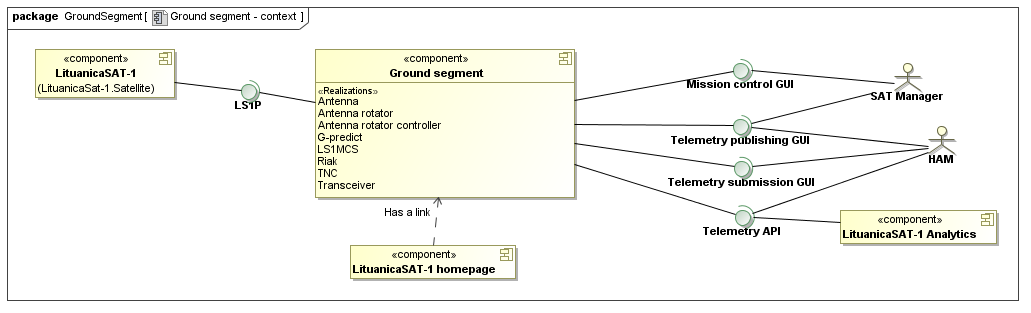 package GroundSegment[ Ground segment - context ]
«component»
LituanicaSAT-1
(LituanicaSat-1.Satellite)
LS1P
«component»
Ground segment
«Realizations»
Antenna
Antenna rotator
Antenna rotator controller
G-predict
LS1MCS
Riak
TNC
Transceiver
Mission control GUI
SAT Manager
Telemetry publishing GUI
HAM
Telemetry submission GUI
Telemetry API
«component»
LituanicaSAT-1 Analytics
Has a link
«component»
LituanicaSAT-1 homepage